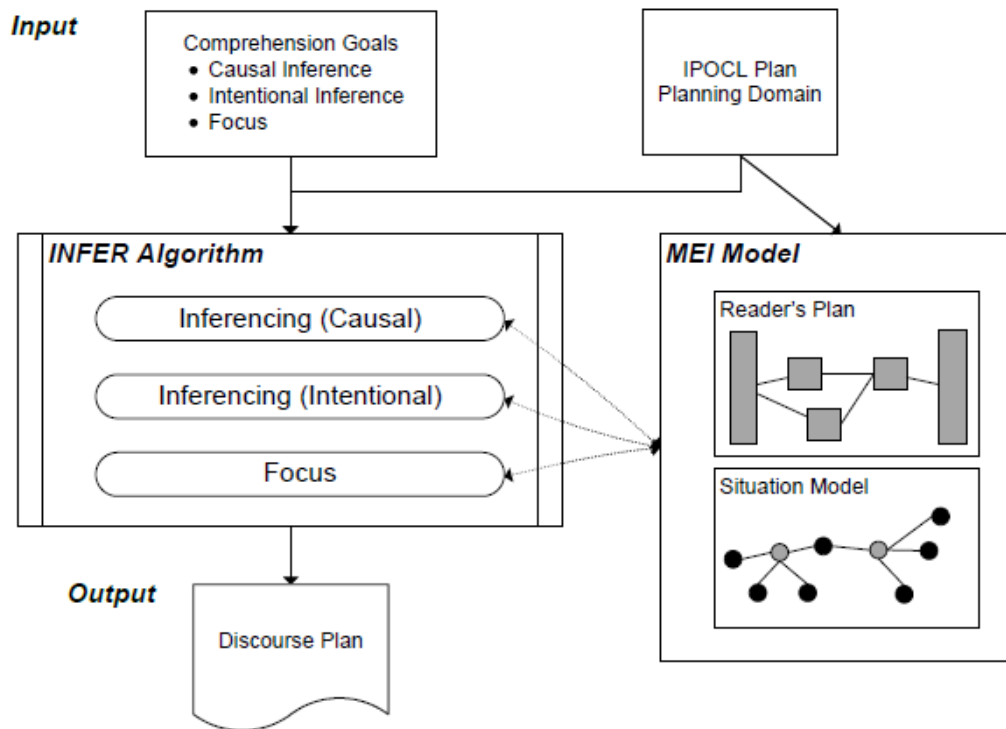 Input
Comprehension Goals
• Causal Inference
• Intentional Inference
• Focus
IPOCL Plan
Planning Domain
INFER Algorithm
Inferencing (Causal)
Inferencing (Intentional)
Focus
MEI Model
Reader's Plan
Situation Model
Output
Discourse Plan